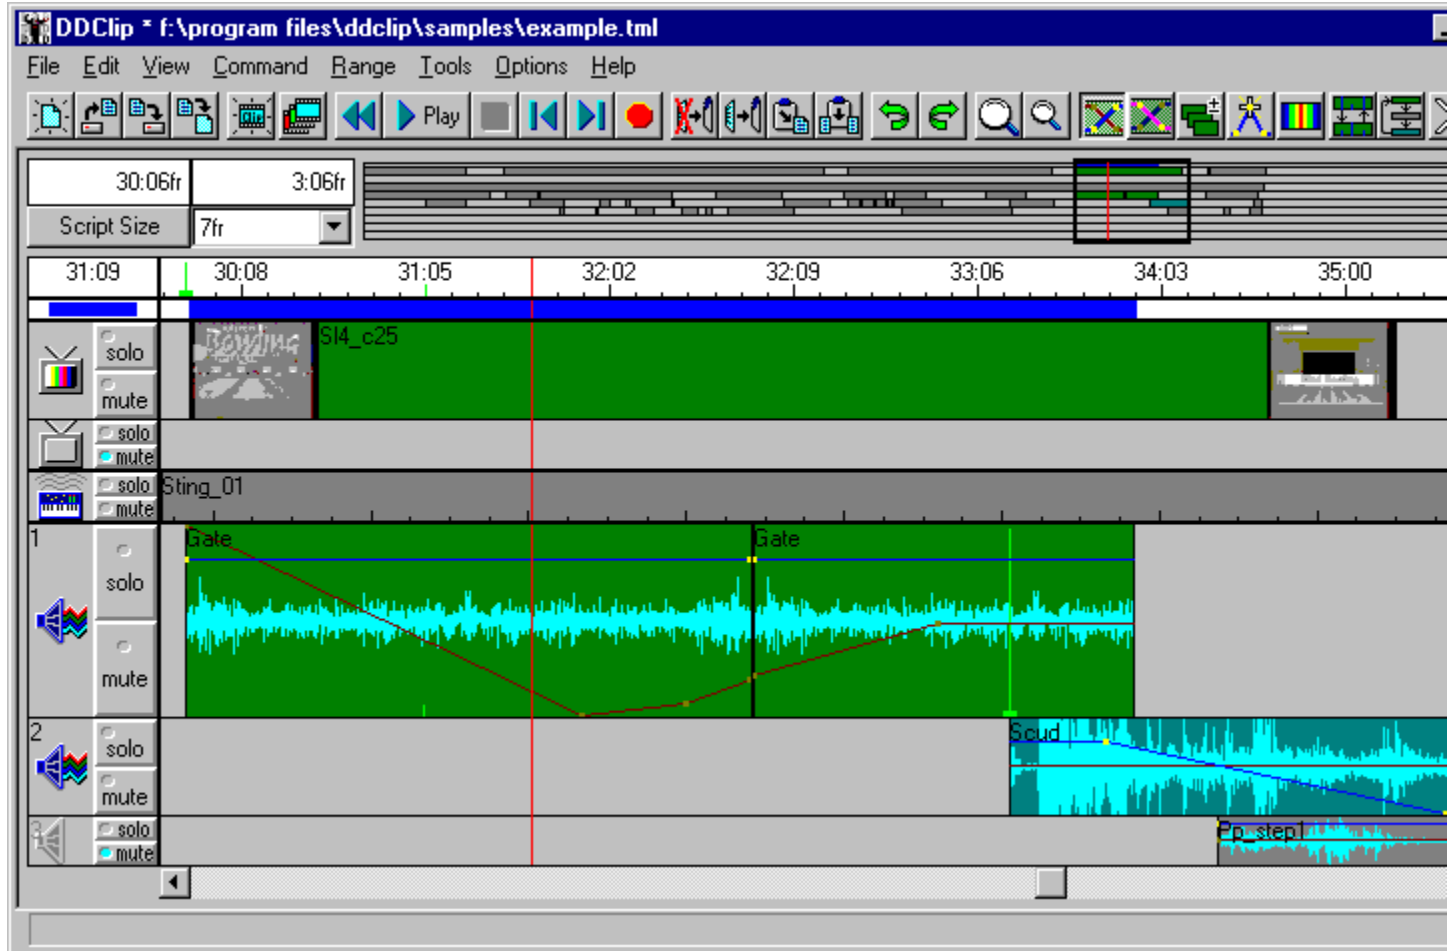 DDClip * f:\program files\ddclip\samples\example.tml
File Edit View Command Range Tools Options Help
Clip Play
30:06fr 3:06fr
Script Size 7fr
31:09 30:08 31:05 32:02 32:09 33:06 34:03 35:00
solo
mute
Sl4_c25
solo
mute
solo
mute
Sting_01
1
solo
mute
Gate Gate
2
solo
mute
Scud
3
solo
mute
Pp_step1